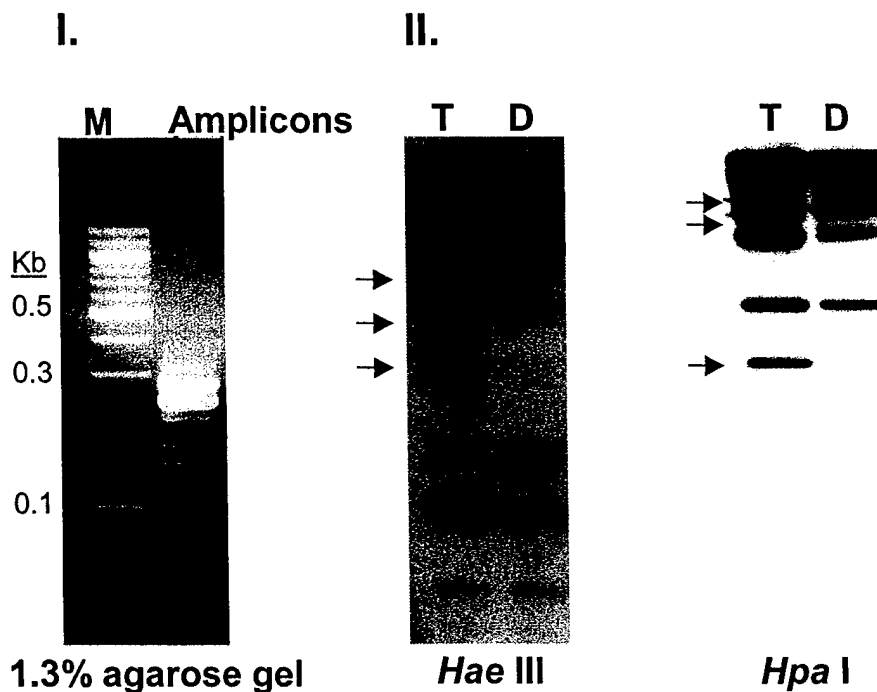 I. II.
M Amplicons T D T D
Kb
0.5
0.3
0.1
1.3% agarose gel Hae III Hpa I